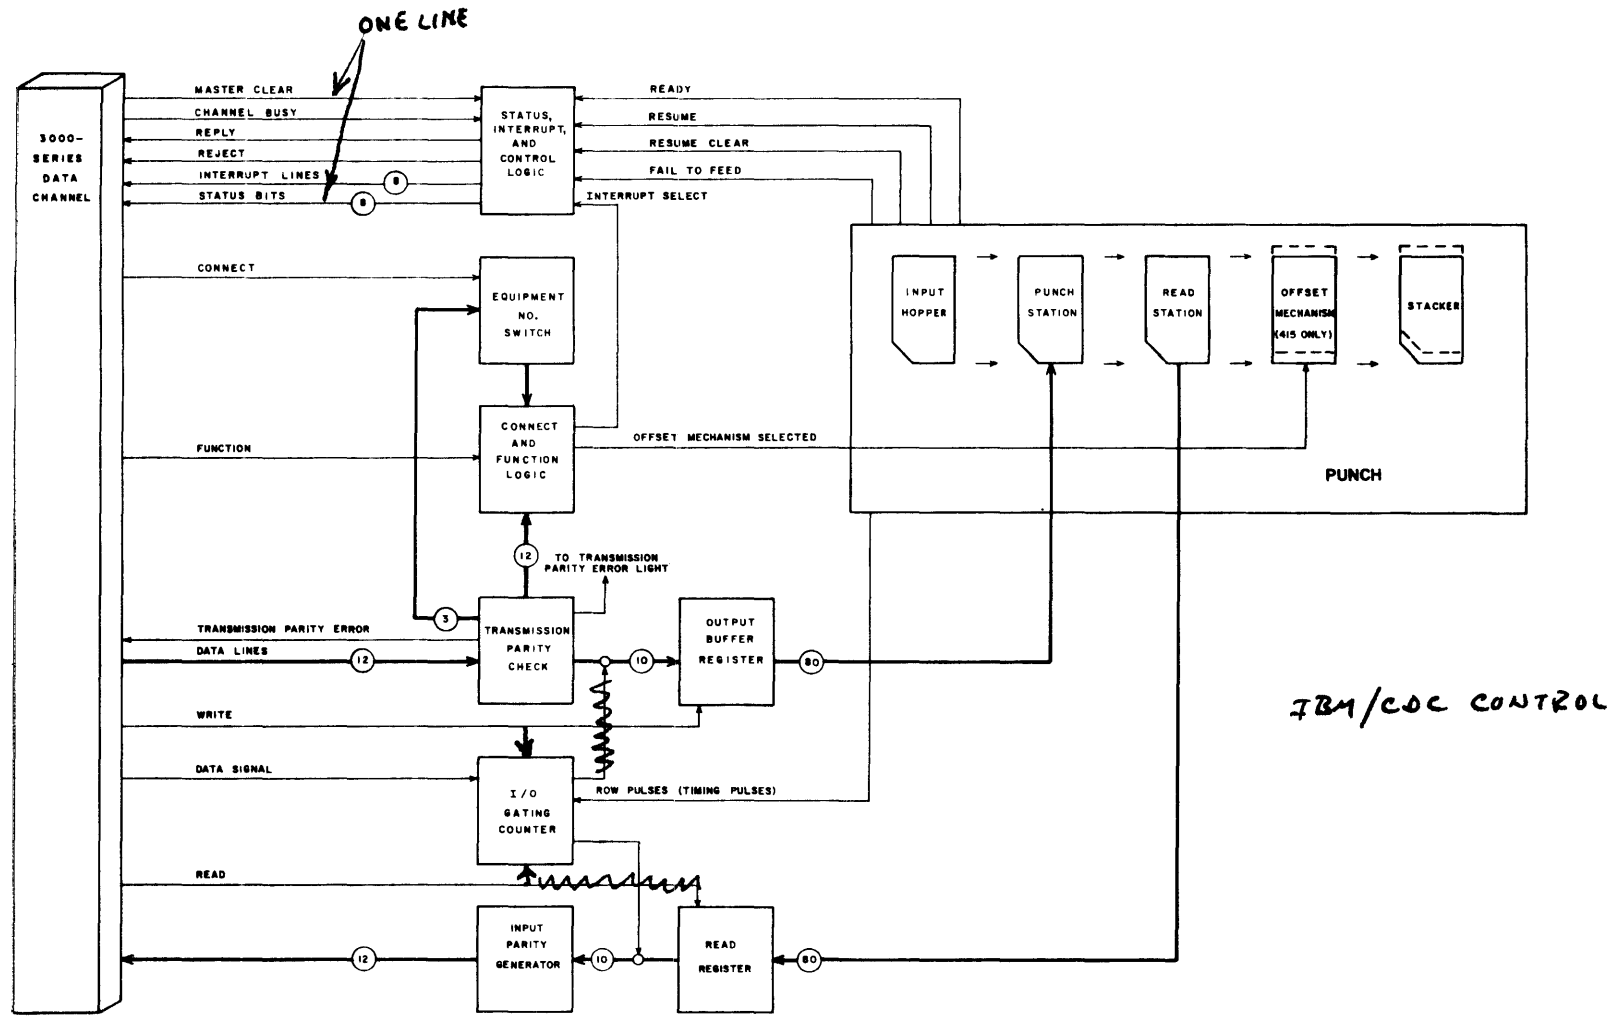 ONE LINE
3000-
SERIES
DATA
CHANNEL
MASTER CLEAR
CHANNEL BUSY
REPLY
REJECT
INTERRUPT LINES
8
STATUS BITS
8
STATUS,
INTERRUPT,
AND
CONTROL
LOGIC
READY
RESUME
RESUME CLEAR
FAIL TO FEED
INTERRUPT SELECT
CONNECT
EQUIPMENT
NO.
SWITCH
INPUT
HOPPER
PUNCH
STATION
READ
STATION
OFFSET
MECHANISM
(415 ONLY)
STACKER
PUNCH
FUNCTION
CONNECT
AND
FUNCTION
LOGIC
OFFSET MECHANISM SELECTED
12
TO TRANSMISSION
PARITY ERROR LIGHT
3
TRANSMISSION PARITY ERROR
DATA LINES
12
TRANSMISSION
PARITY
CHECK
10
OUTPUT
BUFFER
REGISTER
80
WRITE
IBM/CDC CONTROL
DATA SIGNAL
I/O
GATING
COUNTER
ROW PULSES (TIMING PULSES)
READ
12
INPUT
PARITY
GENERATOR
10
READ
REGISTER
80